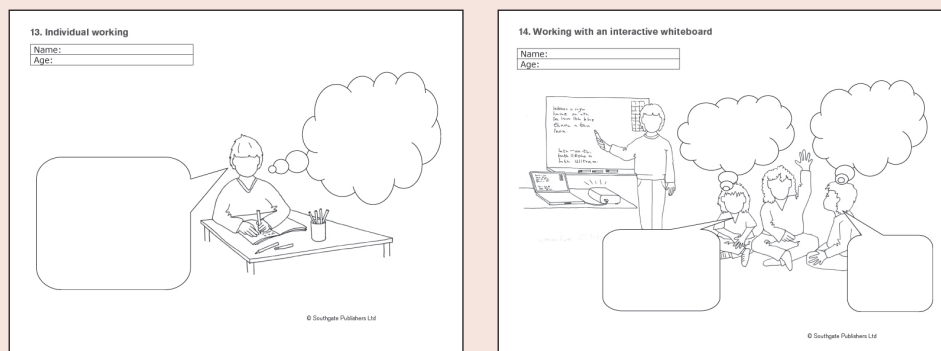 13. Individual working
Name:
Age:
© Southgate Publishers Ltd
14. Working with an interactive whiteboard
Name:
Age:
© Southgate Publishers Ltd